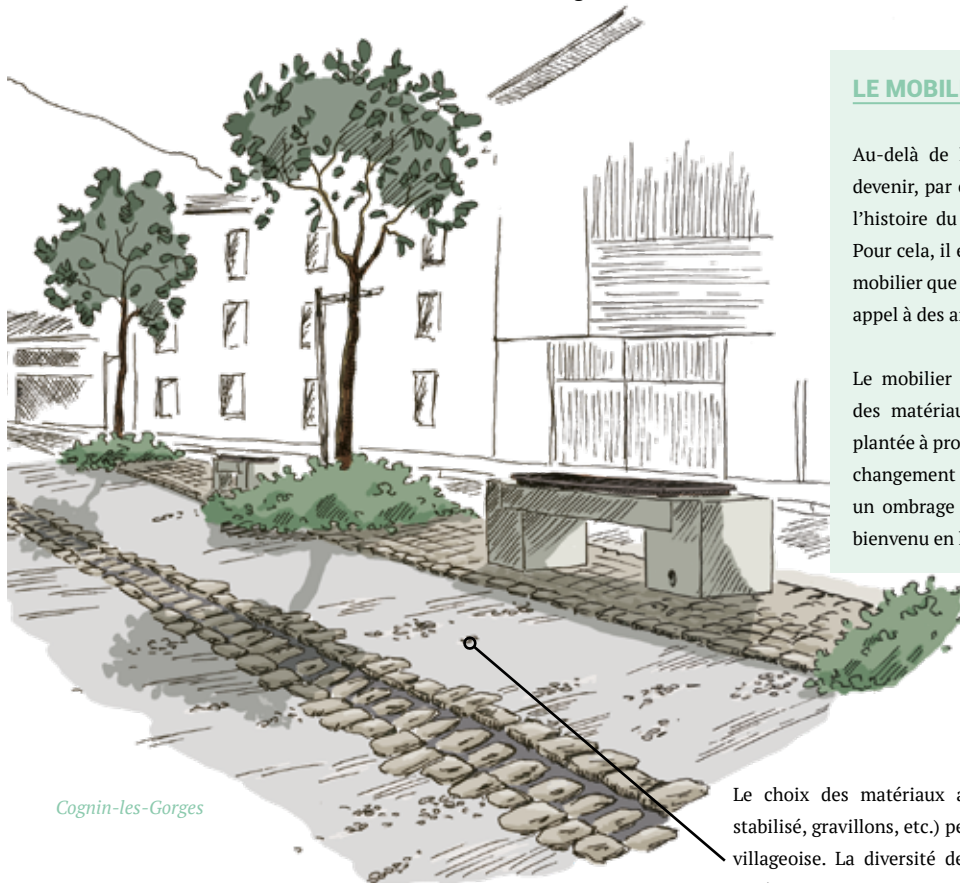 LE MOBIL
Au-delà de
devenir, par
l’histoire du
Pour cela, il
mobilier que
appel à des
Le mobilier
des matériau
plantée à pro
changement
un ombrage
bienvenu en
Cognin-les-Gorges
Le choix des matériaux
stabilisé, gravillons, etc.) pe
villageoise. La diversité de